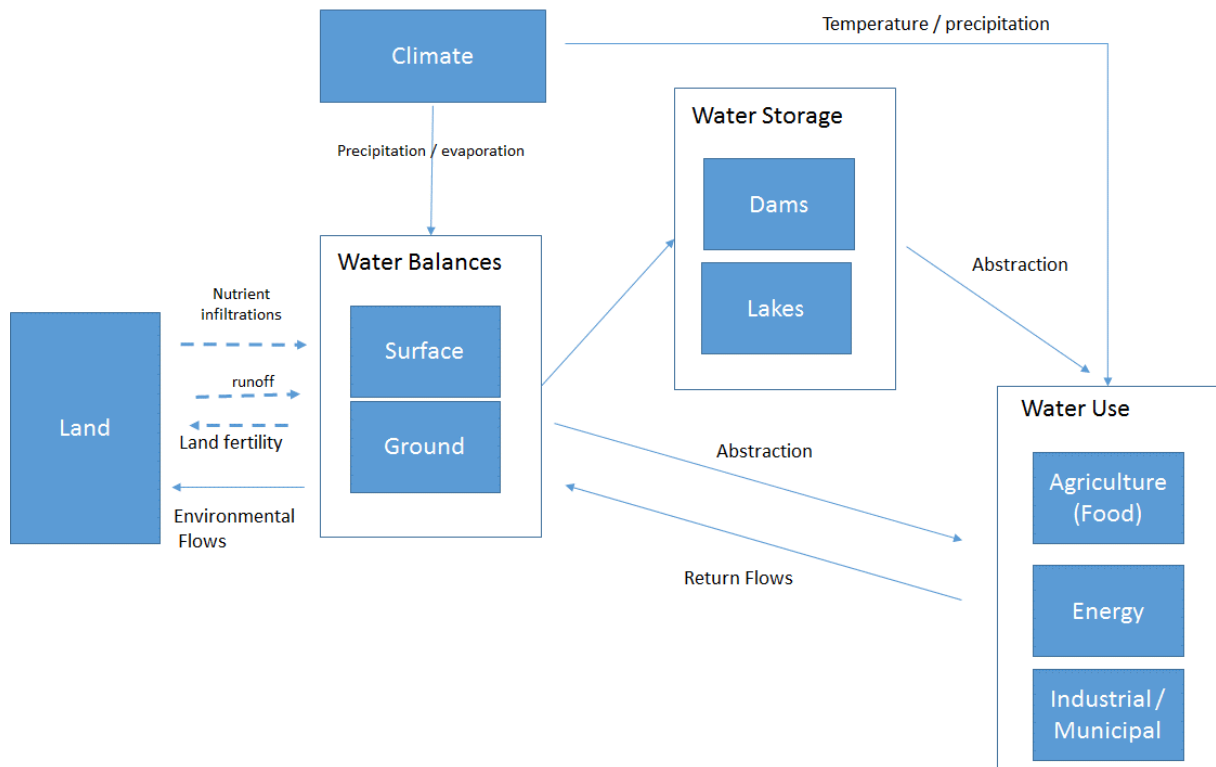 Temperature / precipitation
Climate
Water Storage
Precipitation / evaporation
Dams
Water Balances
Abstraction
Nutrient
infiltrations
Lakes
Surface
runoff
Land
Land fertility
Ground
Water Use
Abstraction
Environmental
Flows
Agriculture
(Food)
Return Flows
Energy
Industrial /
Municipal